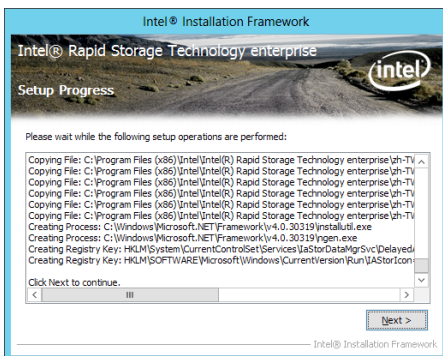 Intel® Installation Framework
Intel® Rapid Storage Technology enterprise
intel
Setup Progress
Please wait while the following setup operations are performed:
Copying File: C:\Program Files (x86)\Intel\Intel(R) Rapid Storage Technology enterprise\zh-TW
Copying File: C:\Program Files (x86)\Intel\Intel(R) Rapid Storage Technology enterprise\zh-TW
Copying File: C:\Program Files (x86)\Intel\Intel(R) Rapid Storage Technology enterprise\zh-TW
Copying File: C:\Program Files (x86)\Intel\Intel(R) Rapid Storage Technology enterprise\zh-TW
Copying File: C:\Program Files (x86)\Intel\Intel(R) Rapid Storage Technology enterprise\zh-TW
Copying File: C:\Program Files (x86)\Intel\Intel(R) Rapid Storage Technology enterprise\zh-TW
Creating Process: C:\Windows\Microsoft.NET\Framework\v4.0.30319\installutil.exe
Creating Process: C:\Windows\Microsoft.NET\Framework\v4.0.30319\ngen.exe
Creating Registry Key: HKLM\System\CurrentControlSet\Services\IAStorDataMgrSvc\DelayedA
Creating Registry Key: HKLM\SOFTWARE\Microsoft\Windows\CurrentVersion\Run\IAStorIcon=
Click Next to continue.
Next >
Intel® Installation Framework